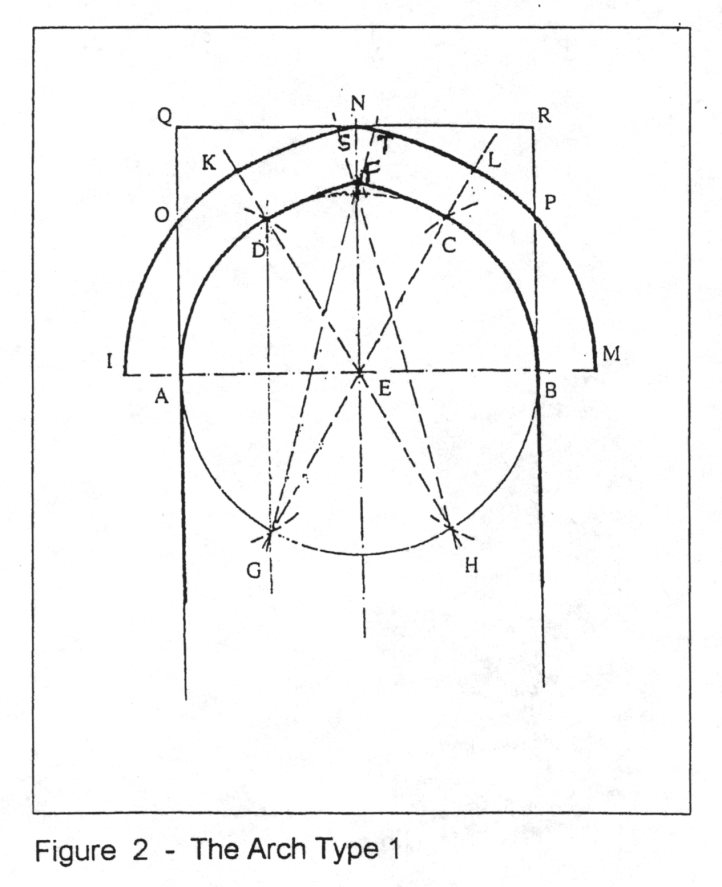 N
Q R
S T
K L
F
O P
D C
I M
E
A B
G H
Figure 2 - The Arch Type 1